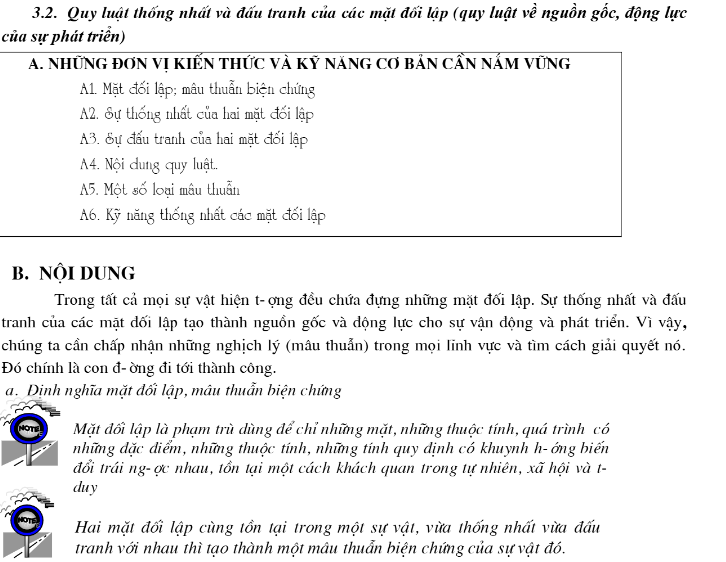 3.2. Quy luật thống nhất và đấu tranh của các mặt đối lập (quy luật về nguồn gốc, động lực
của sự phát triển)
A. NHỮNG ĐƠN VỊ KIẾN THỨC VÀ KỸ NĂNG CƠ BẢN CẦN NẮM VỮNG
A1. Mặt đối lập; mâu thuẫn biện chứng
A2. Sự thống nhất của hai mặt đối lập
A3. Sự đấu tranh của hai mặt đối lập
A4. Nội dung quy luật..
A5. Một số loại mâu thuẫn
A6. Kỹ năng thống nhất các mặt đối lập
B. NỘI DUNG
Trong tất cả mọi sự vật hiện t- ợng đều chứa đựng những mặt đối lập. Sự thống nhất và đấu
tranh của các mặt đối lập tạo thành nguồn gốc và động lực cho sự vận động và phát triển. Vì vậy,
chúng ta cần chấp nhận những nghịch lý (mâu thuẫn) trong mọi lĩnh vực và tìm cách giải quyết nó.
Đó chính là con đ- ờng đi tới thành công.
a. Định nghĩa mặt đối lập, mâu thuẫn biện chứng
NOTE!
Mặt đối lập là phạm trù dùng để chỉ những mặt, những thuộc tính, quá trình có
những đặc điểm, những thuộc tính, những tính quy định có khuynh h- ớng biến
đổi trái ng- ợc nhau, tồn tại một cách khách quan trong tự nhiên, xã hội và t-
duy
NOTE!
Hai mặt đối lập cùng tồn tại trong một sự vật, vừa thống nhất vừa đấu
tranh với nhau thì tạo thành một mâu thuẫn biện chứng của sự vật đó.